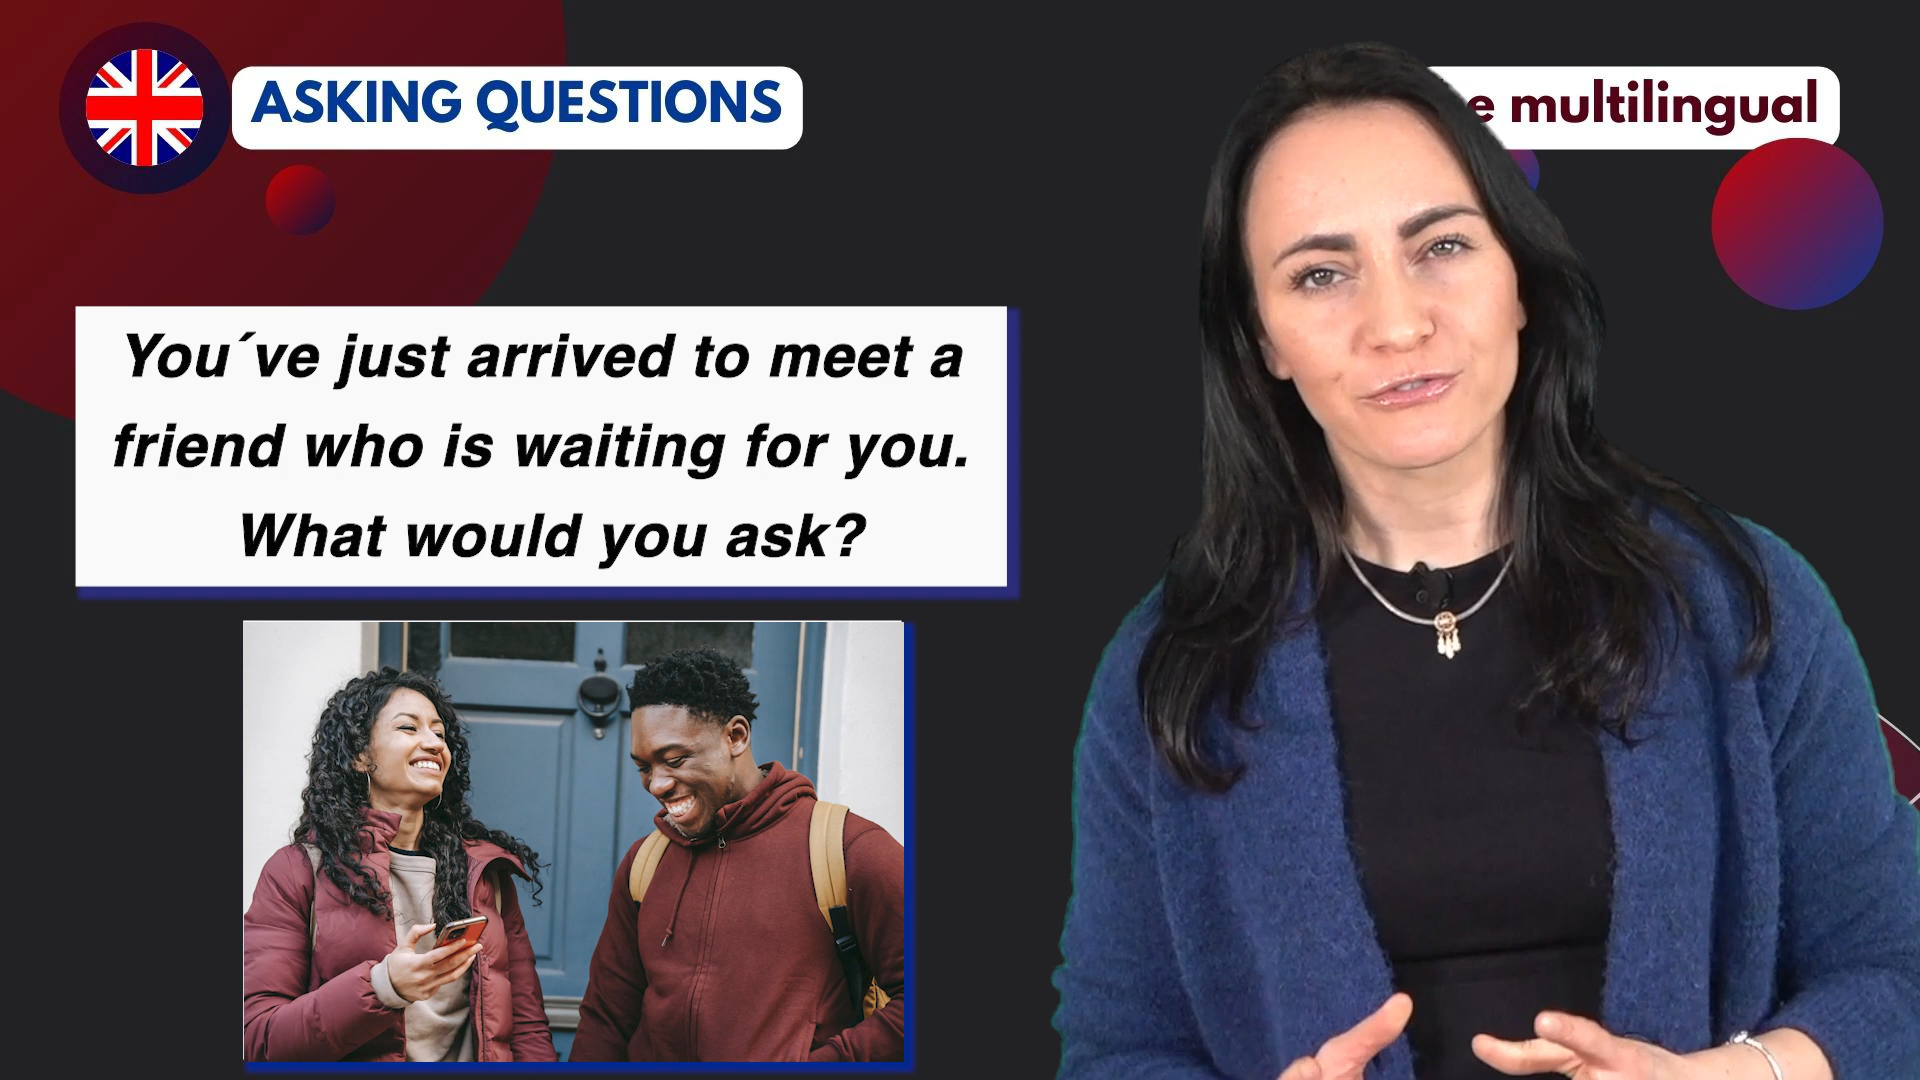 ASKING QUESTIONS
e multilingual
You´ve just arrived to meet a
friend who is waiting for you.
What would you ask?